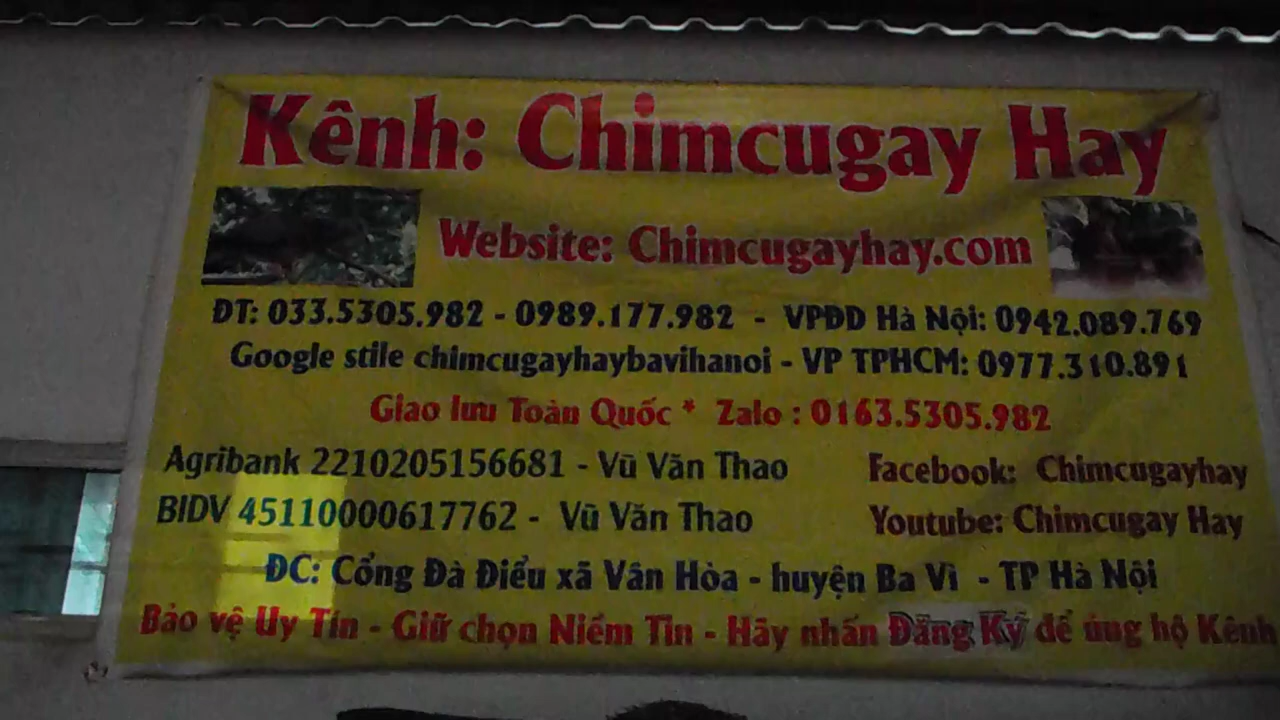 Kênh: Chimcugay Hay
Website: Chimcugayhay.com
ĐT: 033.5305.982 - 0989.177.982 - VPĐD Hà Nội: 0942.089.769
Google stile chimcugayhaybavihanoi - VP TPHCM: 0977.310.891
Giao lưu Toàn Quốc * Zalo : 0163.5305.982
Agribank 2210205156681 - Vũ Văn Thao
Facebook: Chimcugayhay
BIDV 45110000617762 - Vũ Văn Thao
Youtube: Chimcugay Hay
ĐC: Cổng Đà Điểu xã Vân Hòa - huyện Ba Vì - TP Hà Nội
Bảo vệ Uy Tín - Giữ chọn Niềm Tin - Hãy nhấn Đăng Ký để ủng hộ Kênh